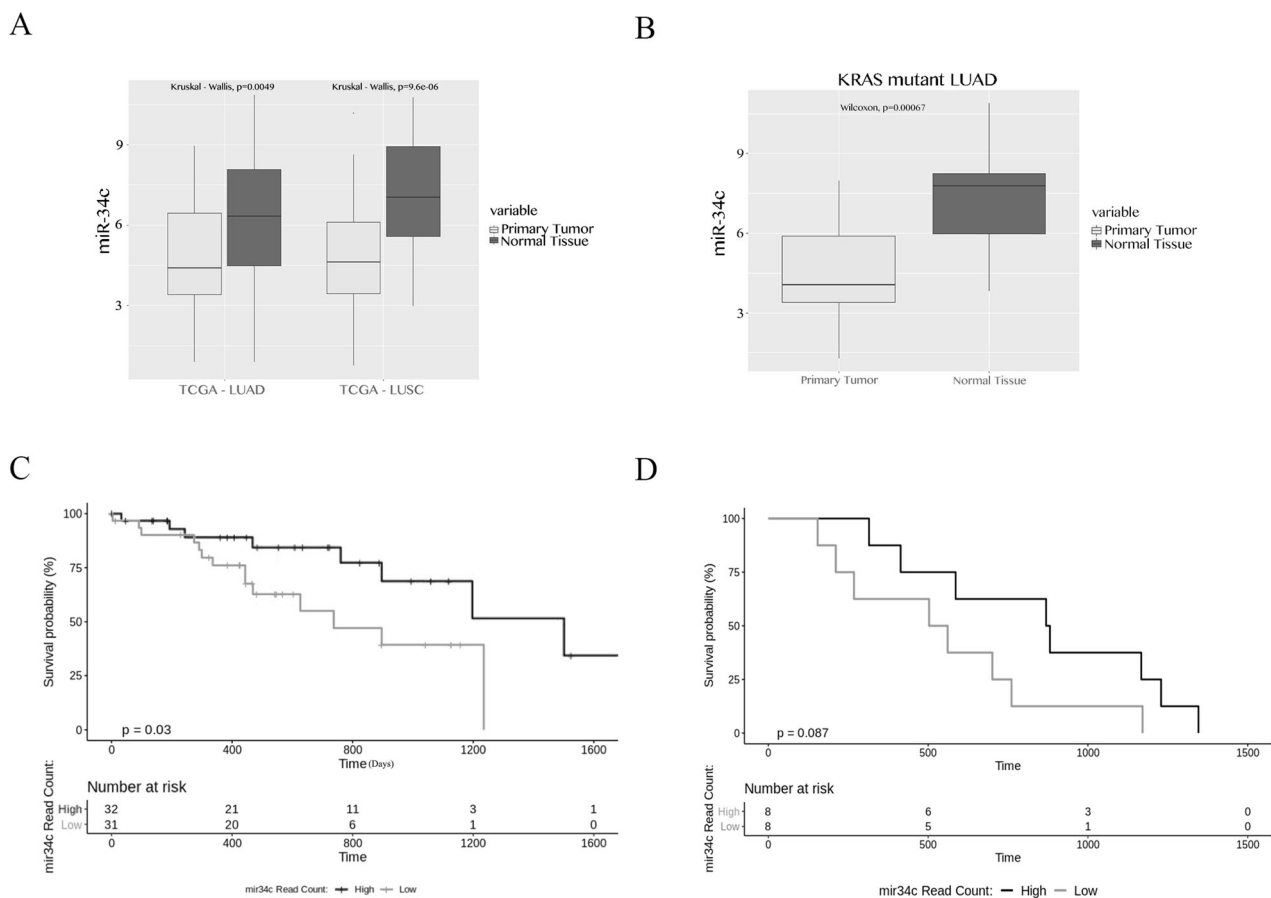 A
Kruskal - Wallis, p=0.0049
Kruskal - Wallis, p=9.6e-06
miR-34c
9
6
3
TCGA - LUAD
TCGA - LUSC
variable
Primary Tumor
Normal Tissue
B
KRAS mutant LUAD
Wilcoxon, p=0.00067
miR-34c
9
6
3
Primary Tumor
Normal Tissue
variable
Primary Tumor
Normal Tissue
C
Survival probability (%)
100
75
50
25
0
p = 0.03
0 400 800 1200 1600
Time (Days)
Number at risk
mir34c Read Count:
High 32 21 11 3 1
Low 31 20 6 1 0
0 400 800 1200 1600
Time
mir34c Read Count: High Low
D
Survival probability (%)
100
75
50
25
0
p = 0.087
0 500 1000 1500
Time
Number at risk
mir34c Read Count:
High 8 6 3 0
Low 8 5 1 0
0 500 1000 1500
Time
mir34c Read Count: High Low